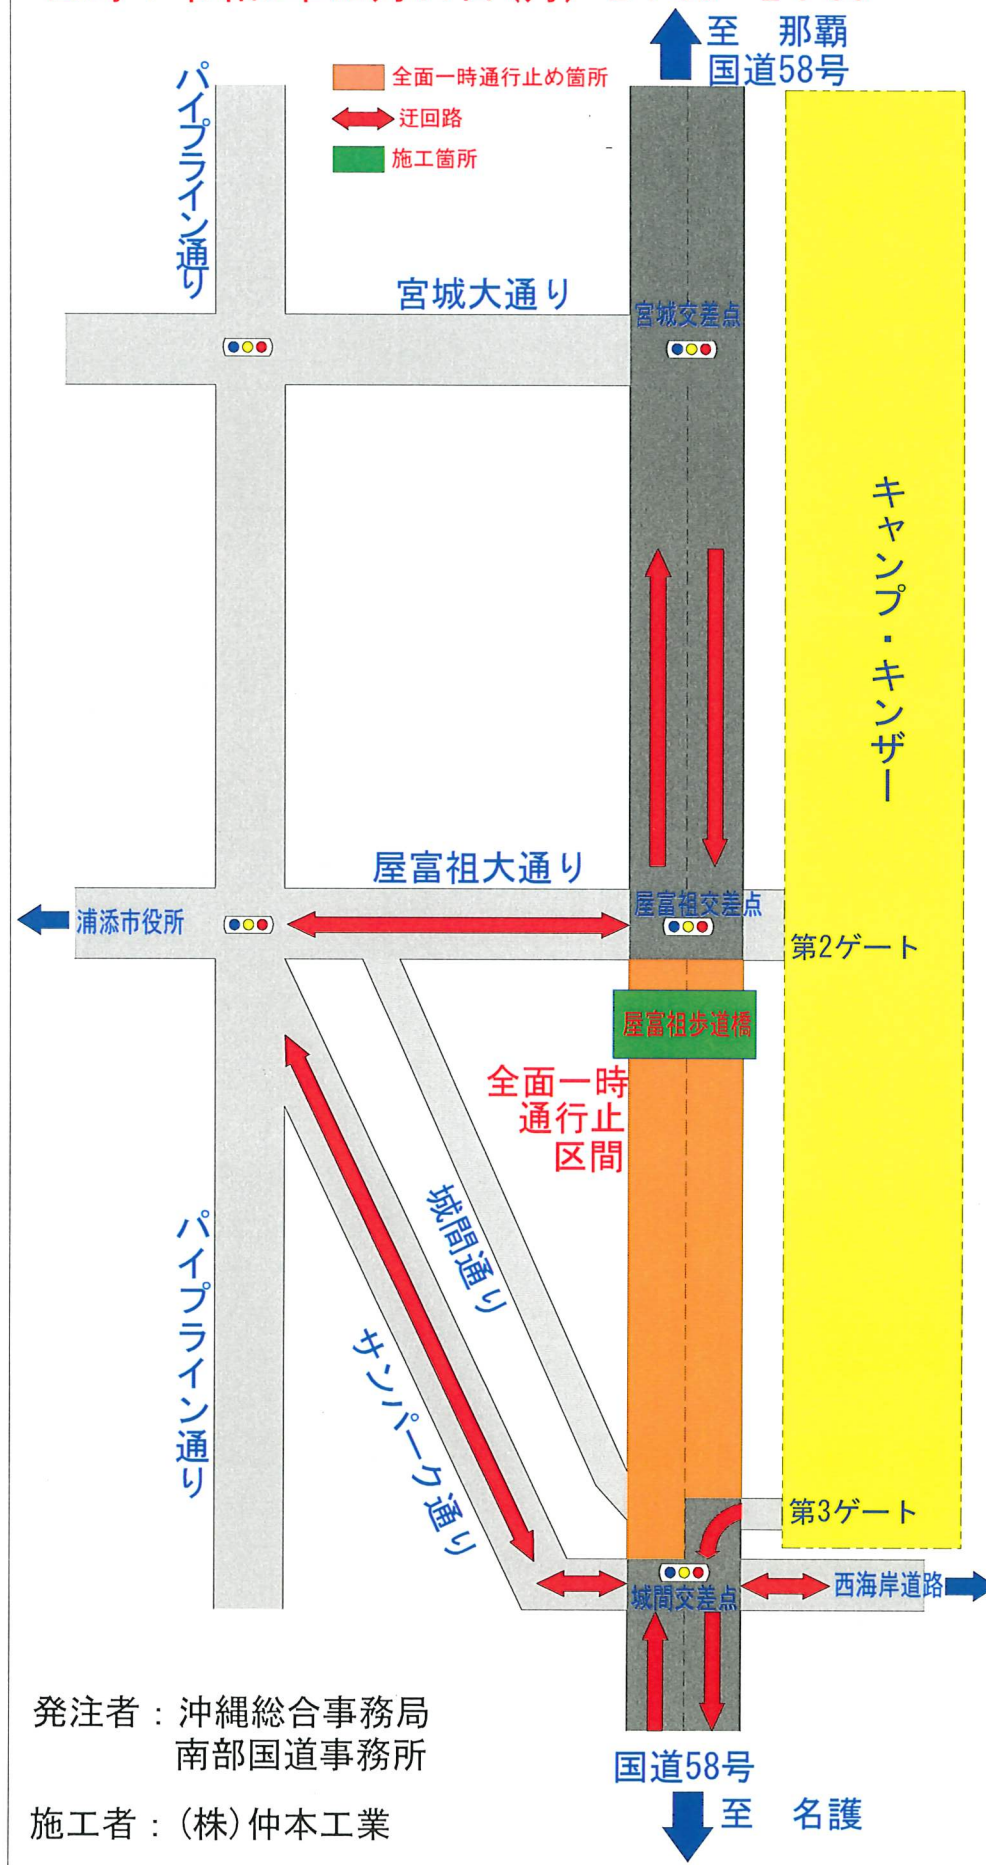 至 那覇
国道58号
全面一時通行止め箇所
迂回路
施工箇所
パイプライン通り
宮城大通り
宮城交差点
キャンプ・キンザー
屋富祖大通り
屋富祖交差点
浦添市役所
第2ゲート
屋富祖歩道橋
全面一時
通行止
区間
城間通り
パイプライン通り
サンパーク通り
第3ゲート
城間交差点
西海岸道路
発注者：沖縄総合事務局
南部国道事務所
国道58号
施工者：(株)仲本工業
至 名護